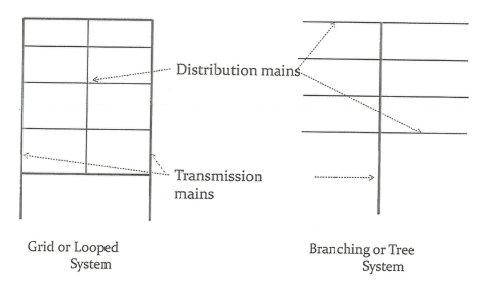 Distribution mains
Transmission
mains
Grid or Looped
System
Branching or Tree
System